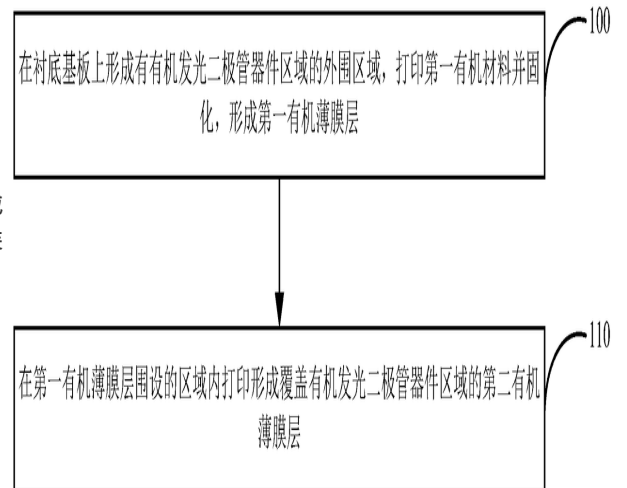 在衬底基板上形成有有机发光二极管器件区域的外围区域，打印第一有机材料并固
化，形成第一有机薄膜层
100
在第一有机薄膜层围设的区域内打印形成覆盖有机发光二极管器件区域的第二有机
薄膜层
110